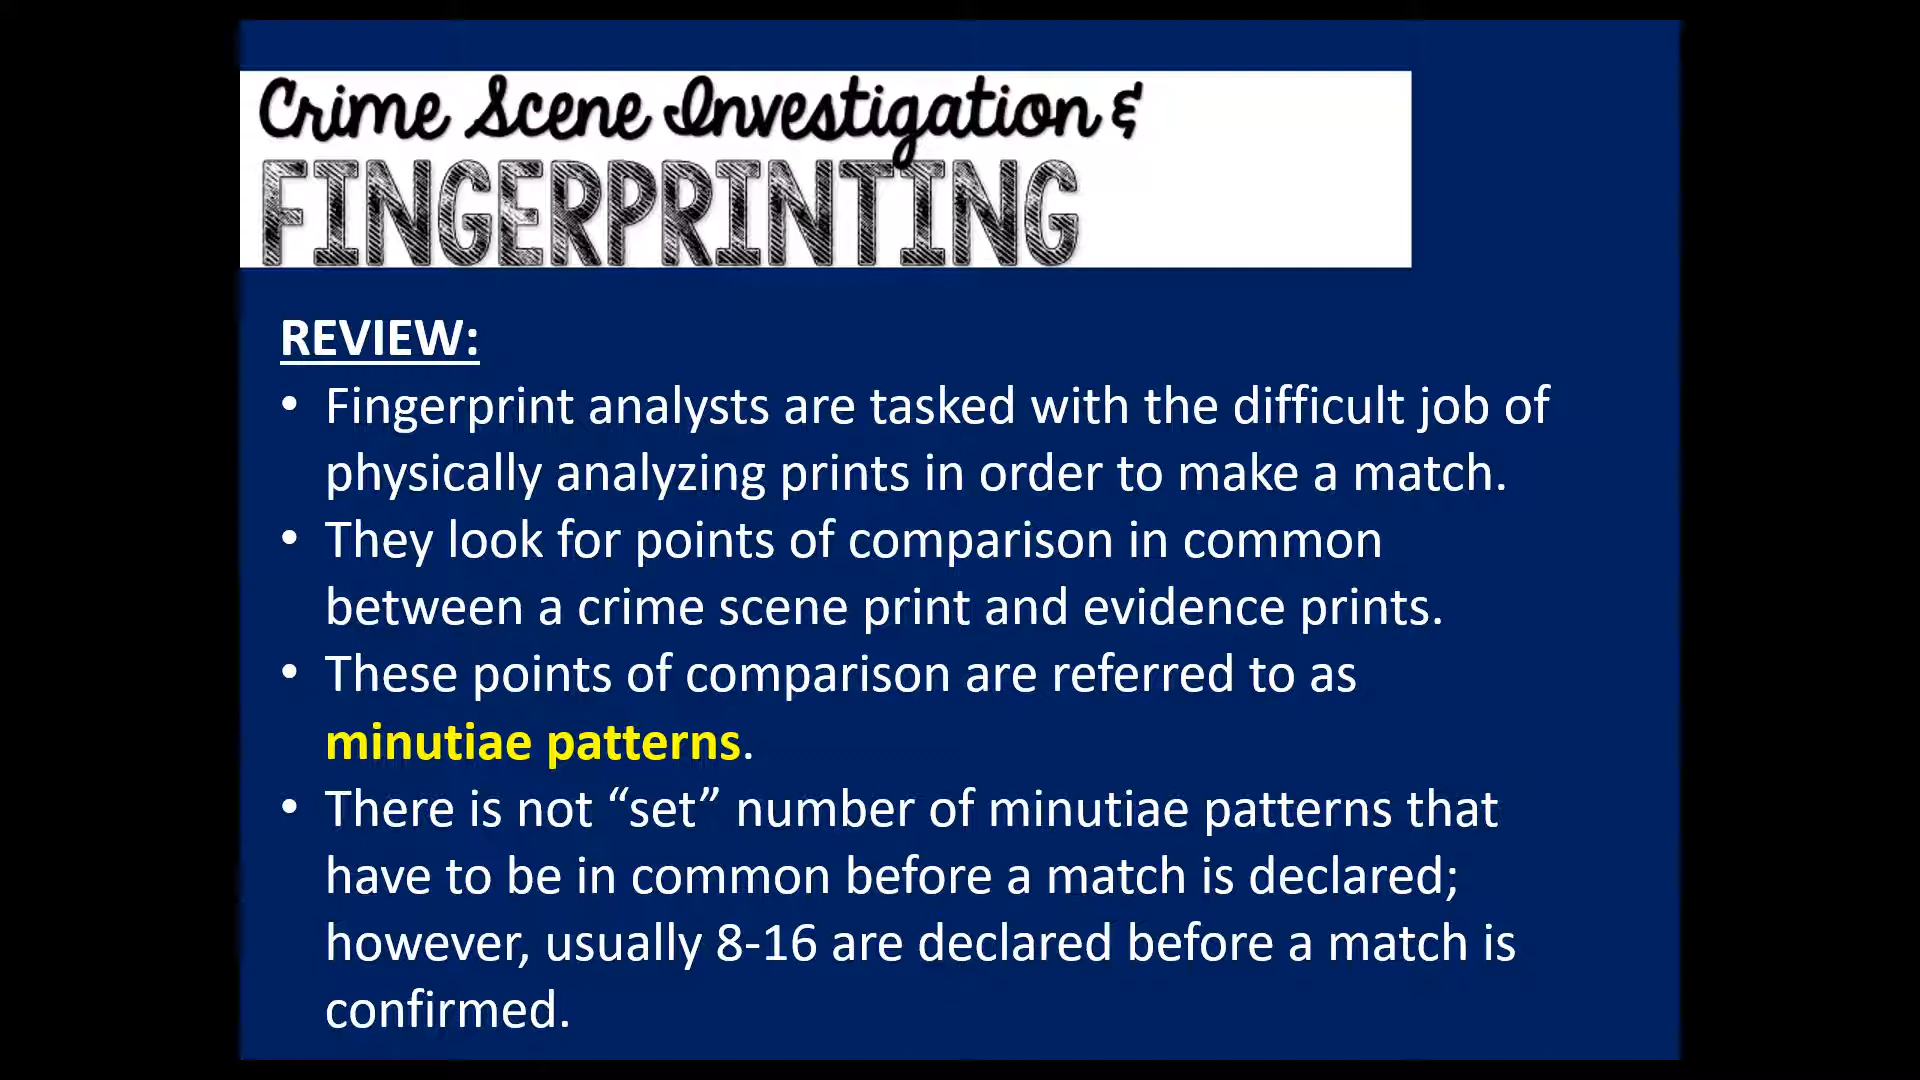 Crime Scene Investigation &
FINGERPRINTING
REVIEW:
• Fingerprint analysts are tasked with the difficult job of
physically analyzing prints in order to make a match.
• They look for points of comparison in common
between a crime scene print and evidence prints.
• These points of comparison are referred to as
minutiae patterns.
• There is not “set” number of minutiae patterns that
have to be in common before a match is declared;
however, usually 8-16 are declared before a match is
confirmed.